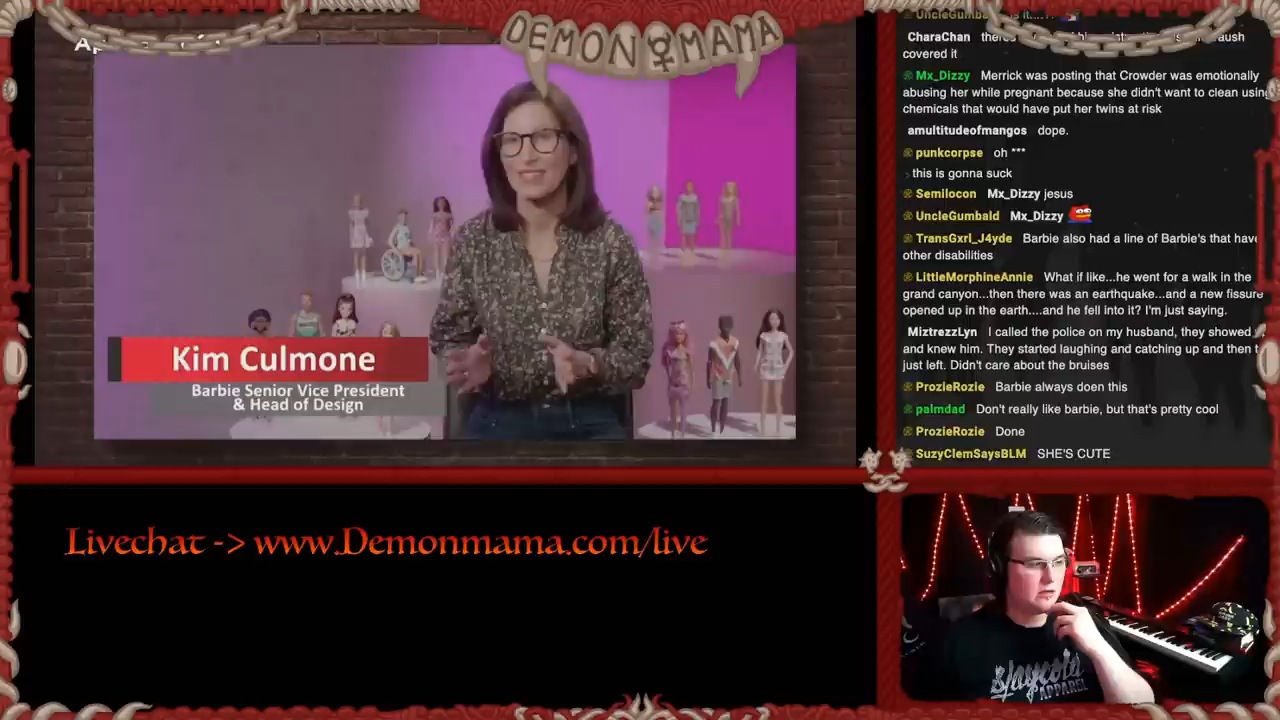 DEMON MAMA
CharaChan
covered it
Mx_Dizzy Merrick was posting that Crowder was emotionally
abusing her while pregnant because she didn't want to clean using
chemicals that would have put her twins at risk
amultitudeofmangos dope.
punkcorpse oh ***
this is gonna suck
Semilocon Mx_Dizzy jesus
UncleGumbald Mx_Dizzy
TransGxrl_J4yde Barbie also had a line of Barbie's that have
other disabilities
LittleMorphineAnnie What if like...he went for a walk in the
grand canyon...then there was an earthquake...and a new fissure
opened up in the earth....and he fell into it? I'm just saying.
MiztrezzLyn I called the police on my husband, they showed
and knew him. They started laughing and catching up and then
just left. Didn't care about the bruises
ProzieRozie Barbie always doen this
palmdad Don't really like barbie, but that's pretty cool
ProzieRozie Done
SuzyClemSaysBLM SHE'S CUTE
Kim Culmone
Barbie Senior Vice President
& Head of Design
Livechat -> www.Demonmama.com/live
APPAREL